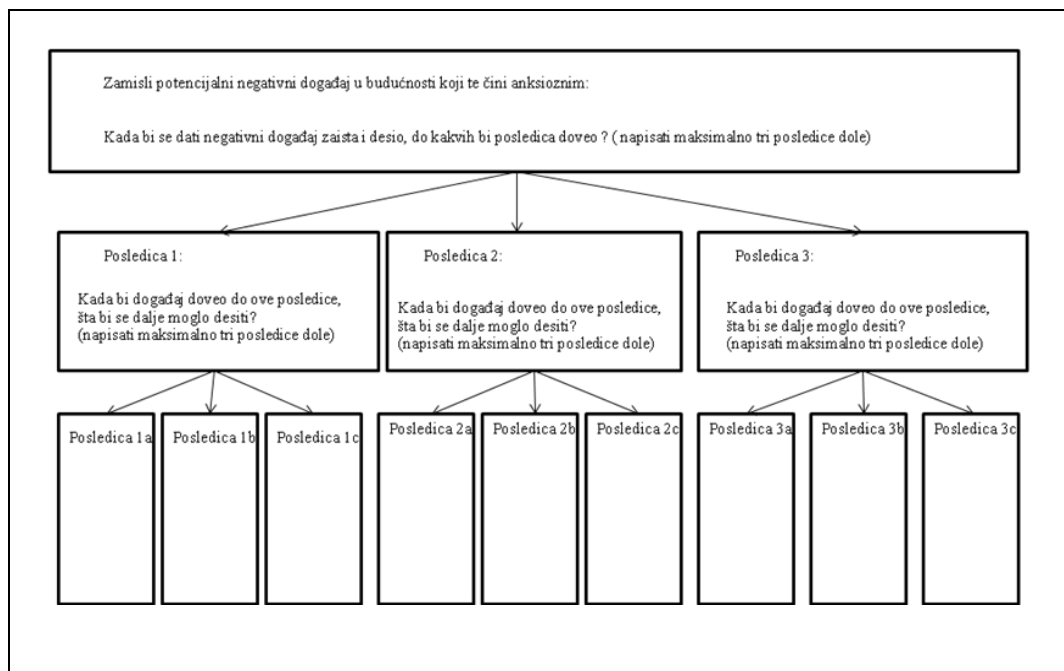 Zamisli potencijalni negativni događaj u budućnosti koji te čini anksioznim:
Kada bi se dati negativni događaj zaista i desio, do kakvih bi posledica doveo ? ( napisati maksimalno tri posledice dole)
Posledica 1:
Kada bi događaj doveo do ove posledice,
šta bi se dalje moglo desiti?
(napisati maksimalno tri posledice dole)
Posledica 2:
Kada bi događaj doveo do ove posledice,
šta bi se dalje moglo desiti?
(napisati maksimalno tri posledice dole)
Posledica 3:
Kada bi događaj doveo do ove posledice,
šta bi se dalje moglo desiti?
(napisati maksimalno tri posledice dole)
Posledica 1a
Posledica 1b
Posledica 1c
Posledica 2a
Posledica 2b
Posledica 2c
Posledica 3a
Posledica 3b
Posledica 3c